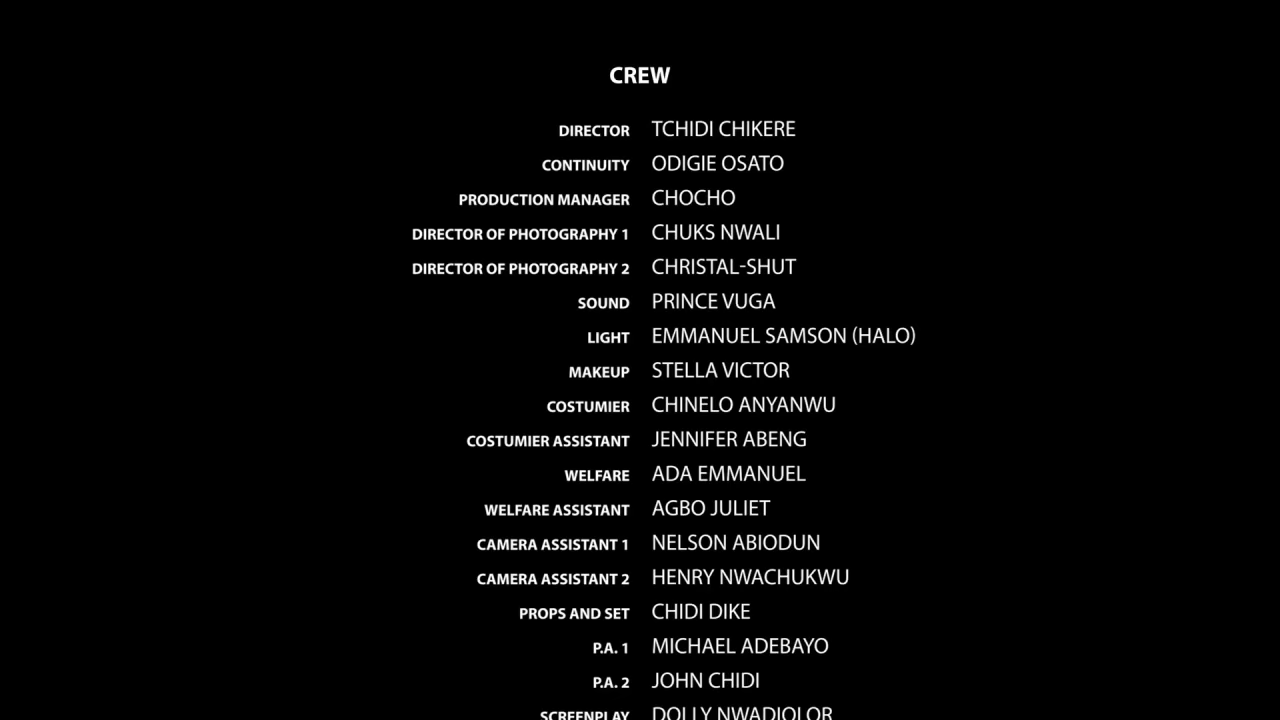 CREW
DIRECTOR TCHIDI CHIKERE
CONTINUITY ODIGIE OSATO
PRODUCTION MANAGER CHOCHO
DIRECTOR OF PHOTOGRAPHY 1 CHUKS NWALI
DIRECTOR OF PHOTOGRAPHY 2 CHRISTAL-SHUT
SOUND PRINCE VUGA
LIGHT EMMANUEL SAMSON (HALO)
MAKEUP STELLA VICTOR
COSTUMIER CHINELO ANYANWU
COSTUMIER ASSISTANT JENNIFER ABENG
WELFARE ADA EMMANUEL
WELFARE ASSISTANT AGBO JULIET
CAMERA ASSISTANT 1 NELSON ABIODUN
CAMERA ASSISTANT 2 HENRY NWACHUKWU
PROPS AND SET CHIDI DIKE
P.A. 1 MICHAEL ADEBAYO
P.A. 2 JOHN CHIDI
SCREENPLAY DOLLY NWADIOLOR